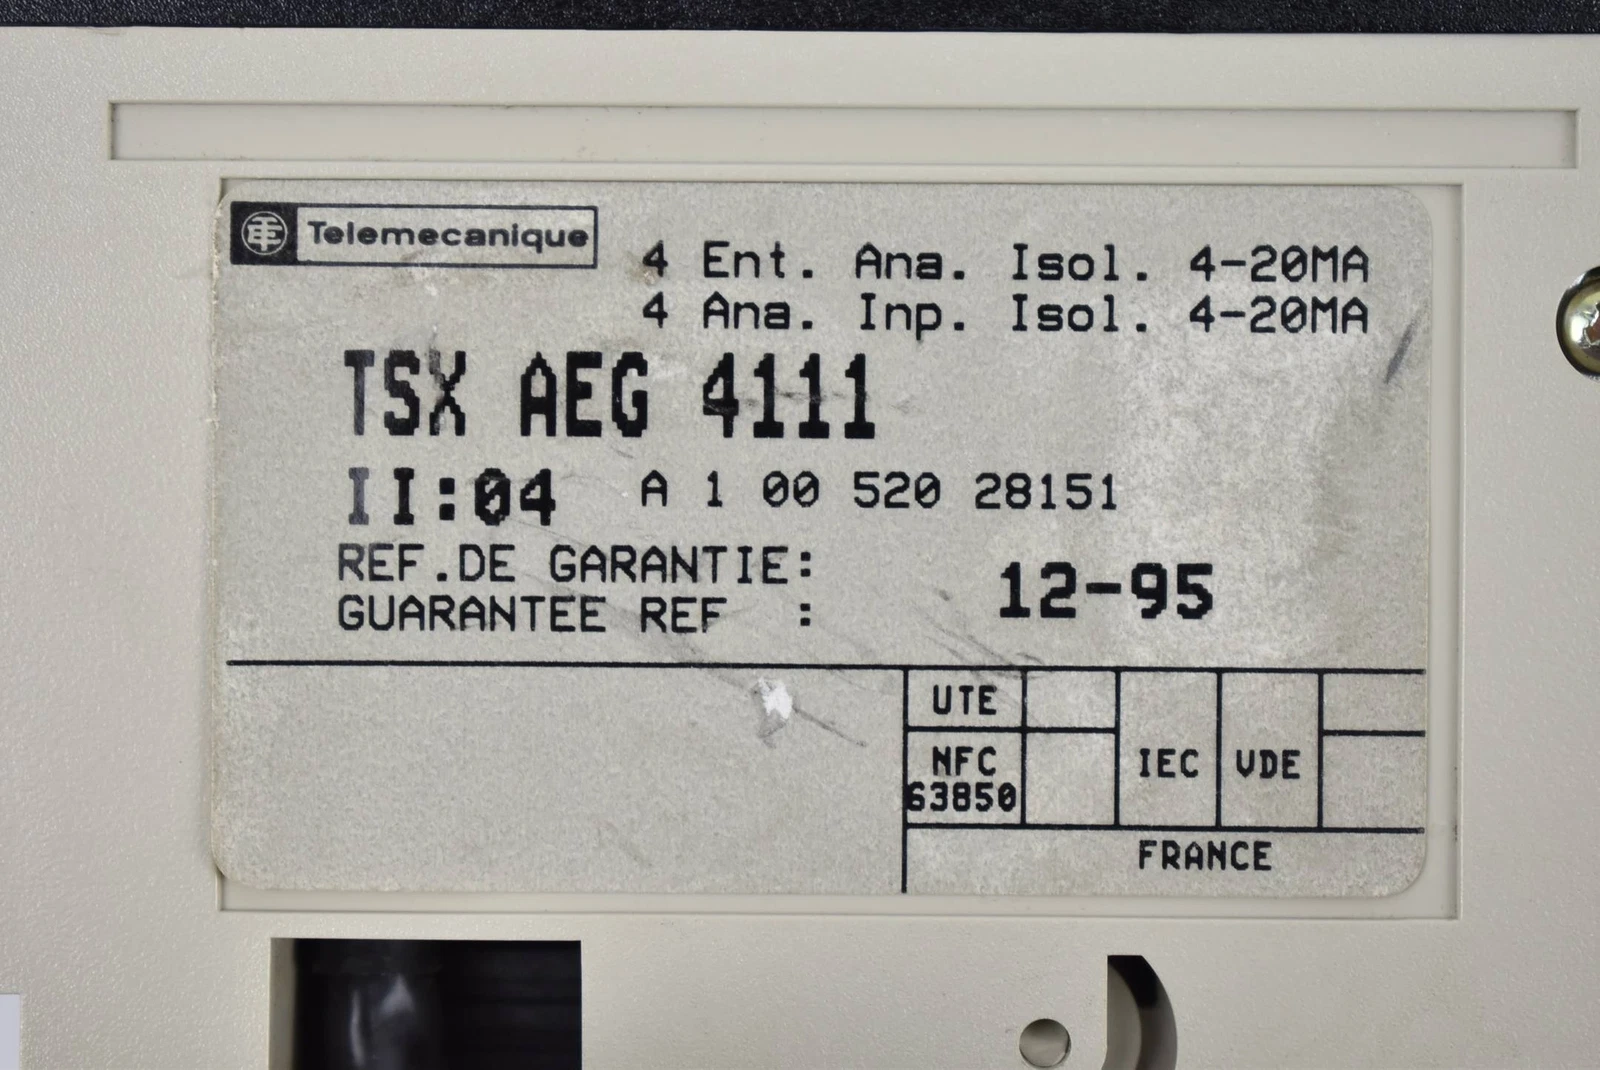 Telemecanique
4 Ent. Ana. Isol. 4-20MA
4 Ana. Inp. Isol. 4-20MA
TSX AEG 4111
II:04 A 1 00 520 28151
REF.DE GARANTIE:
GUARANTEE REF :
12-95
UTE
NFC
63850
IEC
VDE
FRANCE